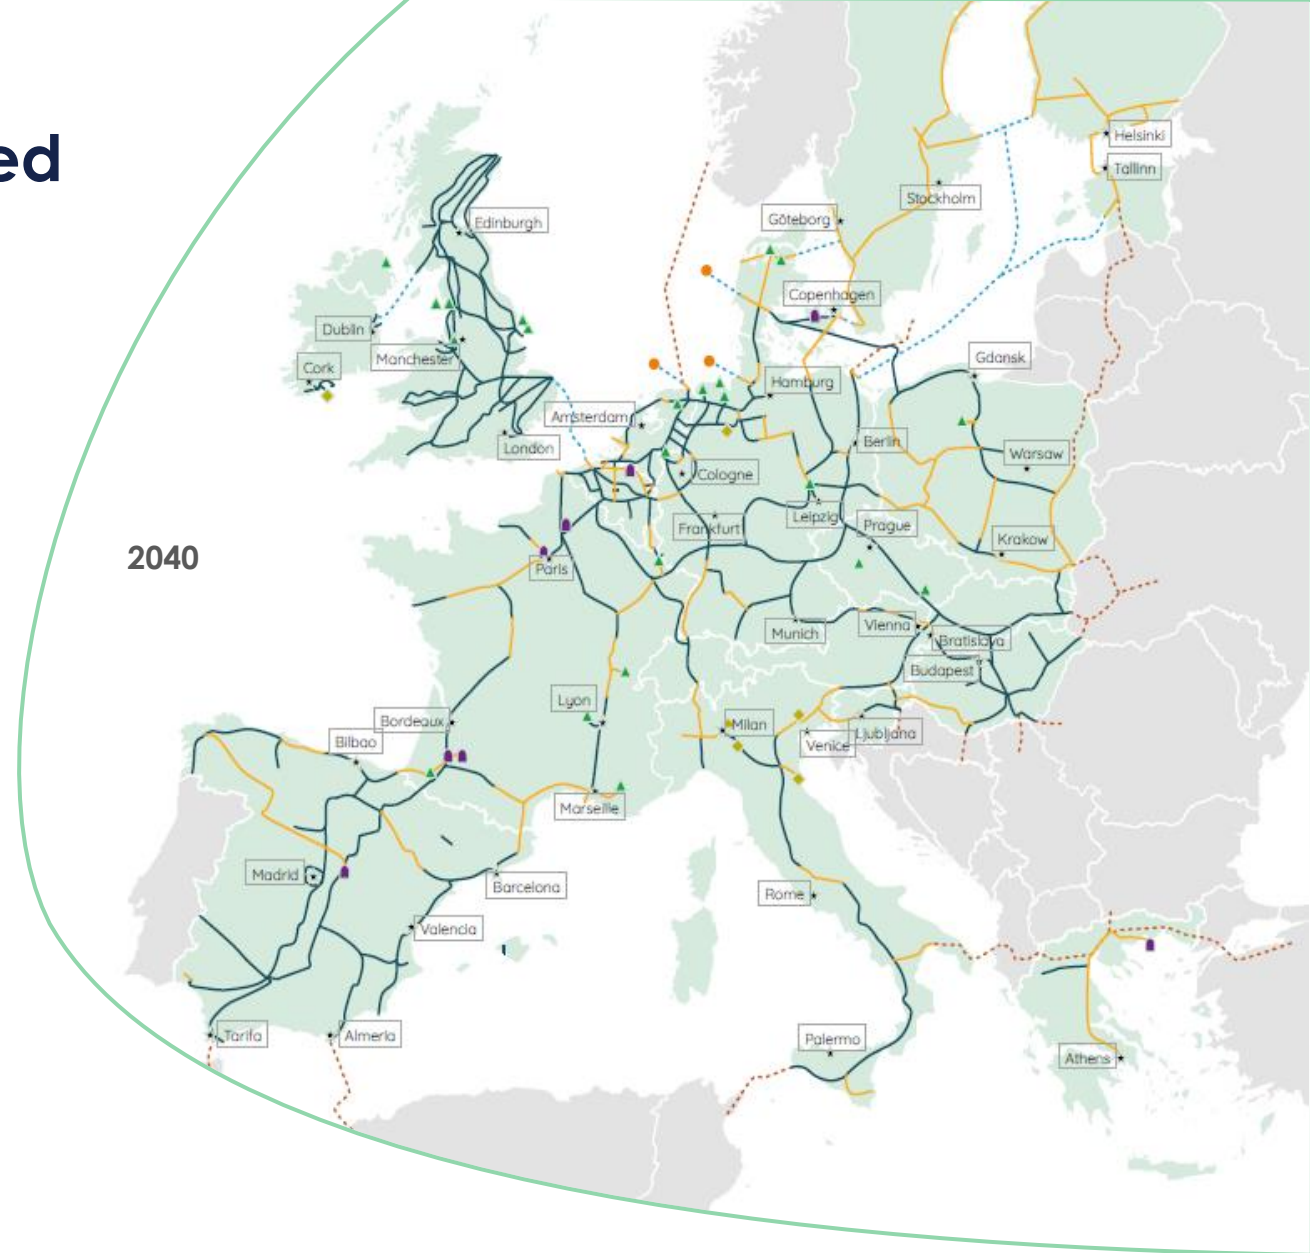 ed
2040
Helsinki
Tallinn
Stockholm
Göteborg
Edinburgh
Copenhagen
Dublin
Manchester
Cork
Gdansk
Hamburg
Amsterdam
London
Berlin
Warsaw
Cologne
Leipzig
Frankfurt
Prague
Krakow
Paris
Munich
Vienna
Bratislava
Budapest
Lyon
Bordeaux
Milan
Ljubljana
Venice
Bilbao
Marseille
Madrid
Barcelona
Rome
Valencia
Tarifa
Almeria
Palermo
Athens